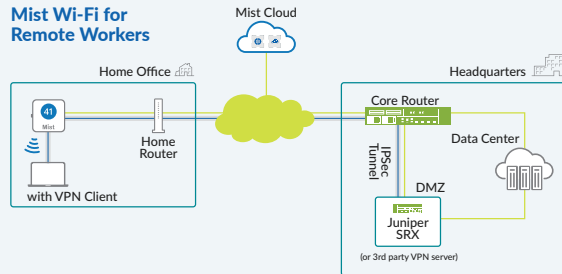 Mist Wi-Fi for
Remote Workers
Mist Cloud
Home Office
Headquarters
41
Mist
Home
Router
with VPN Client
Core Router
IPSec
Tunnel
Data Center
DMZ
Juniper
SRX
(or 3rd party VPN server)